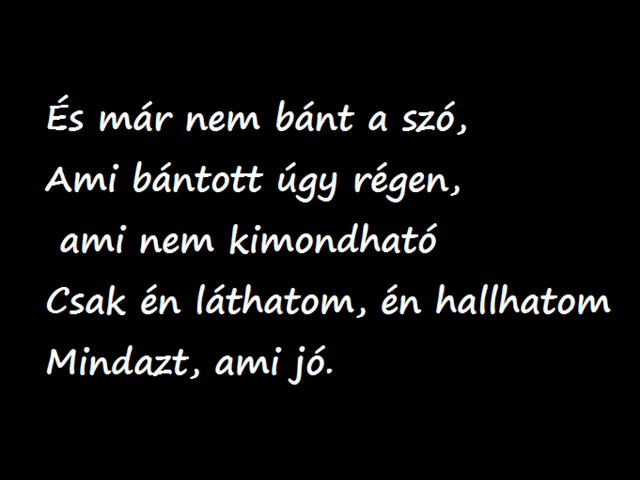 És már nem bánt a szó,
Ami bántott úgy régen,
ami nem kimondható
Csak én láthatom, én hallhatom
Mindazt, ami jó.